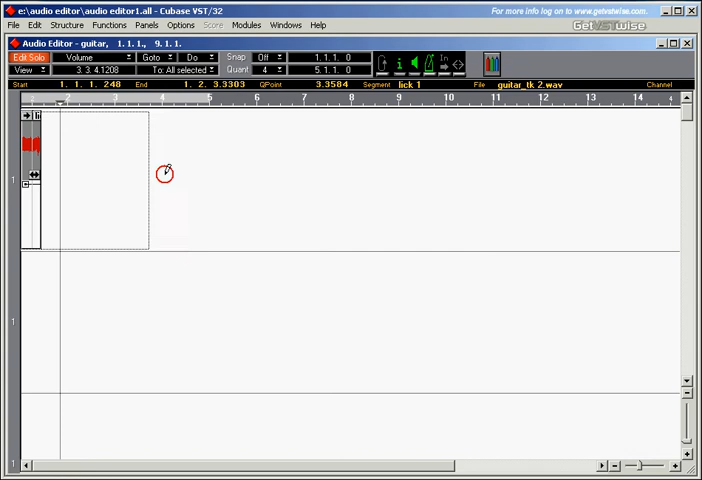 e:\audio editor\audio editor1.all - Cubase VST/32
For more info log on to www.getvstwise.com.
File Edit Structure Functions Panels Options Score Modules Windows Help
GetVSTwise
Audio Editor - guitar, 1. 1. 1., 9. 1. 1.
Edit Solo Volume Goto Do Snap Off 1. 1. 1. 0 In
View 3. 3. 4.1208 To: All selected Quant 4 5. 1. 1. 0
Start 1. 1. 1. 248 End 1. 2. 3.3303 QPoint 3.3584 Segment lick 1 File guitar_tk 2.wav Channel
2 3 4 5 6 7 8 9 10 11 12 13 14
1
1
1